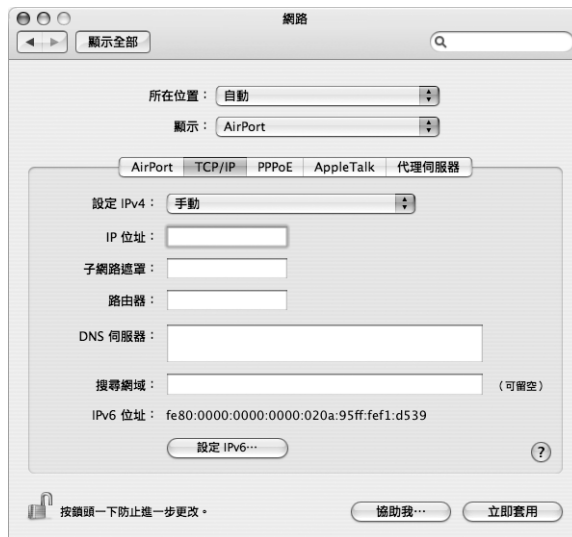 網路
顯示全部
所在位置： 自動
顯示： AirPort
AirPort TCP/IP PPPoE AppleTalk 代理伺服器
設定 IPv4： 手動
IP 位址：
子網路遮罩：
路由器：
DNS 伺服器：
搜尋網域： （可留空）
IPv6 位址： fe80:0000:0000:0000:020a:95ff:fef1:d539
設定 IPv6⋯
?
按鎖頭一下防止進一步更改。 協助我⋯ 立即套用